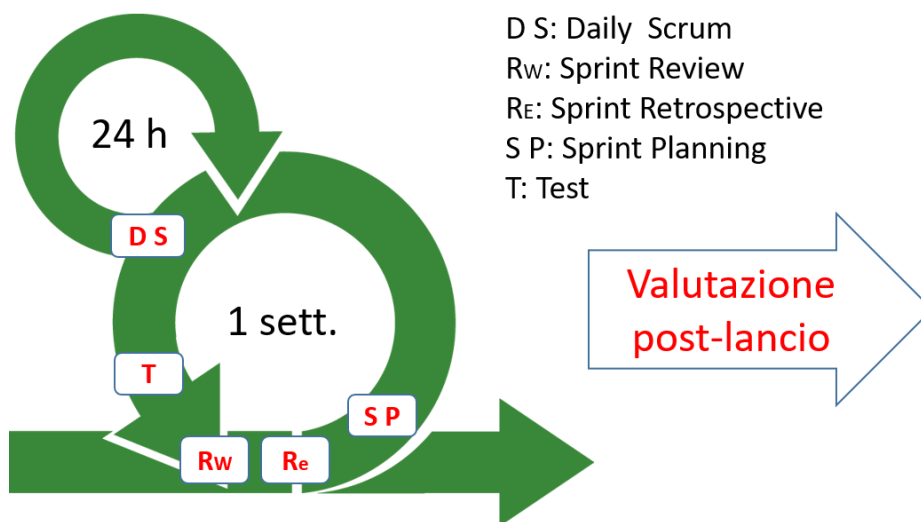 D S: Daily Scrum
RW: Sprint Review
RE: Sprint Retrospective
S P: Sprint Planning
T: Test
24 h
D S
1 sett.
T
S P
RW
Re
Valutazione
post-lancio